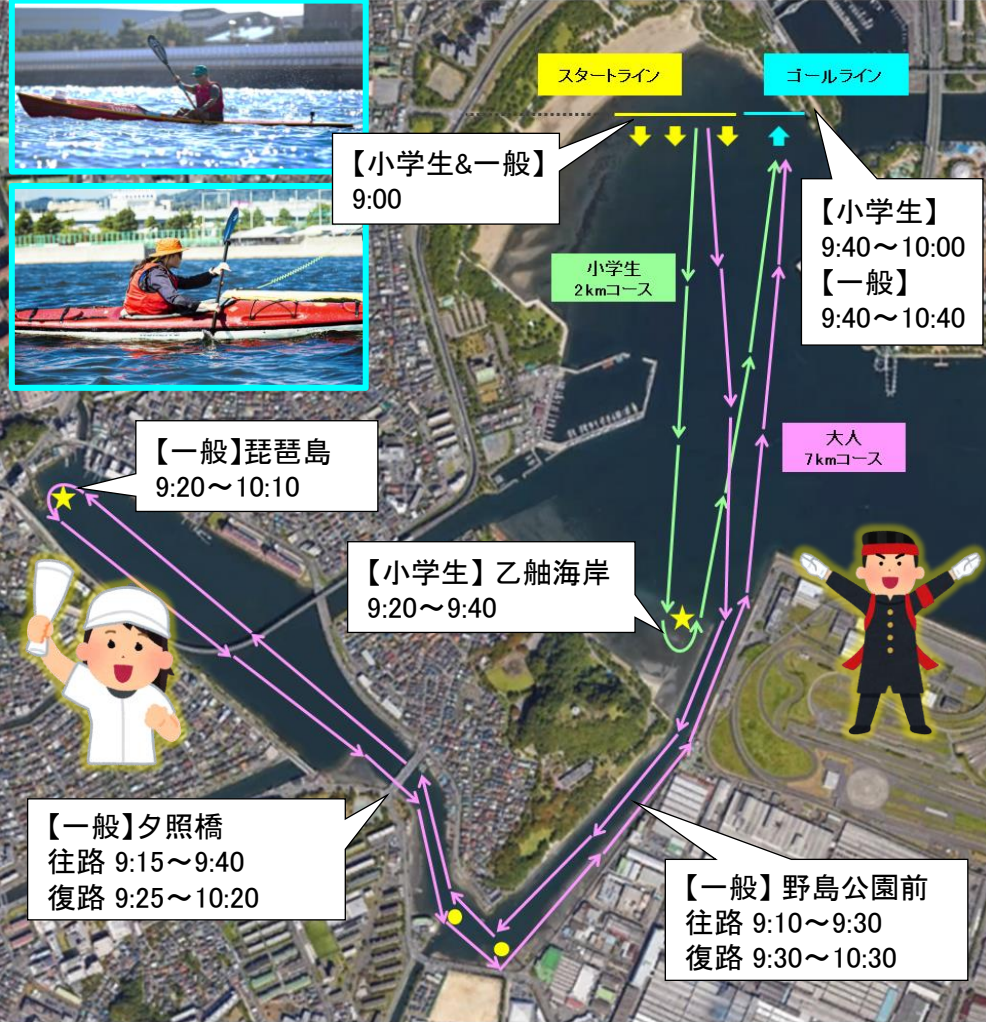 スタートライン
ゴールライン
【小学生&一般】
9:00
【小学生】
9:40～10:00
【一般】
9:40～10:40
小学生
2kmコース
大人
7kmコース
【一般】琵琶島
9:20～10:10
【小学生】乙舳海岸
9:20～9:40
【一般】夕照橋
往路 9:15～9:40
復路 9:25～10:20
【一般】野島公園前
往路 9:10～9:30
復路 9:30～10:30